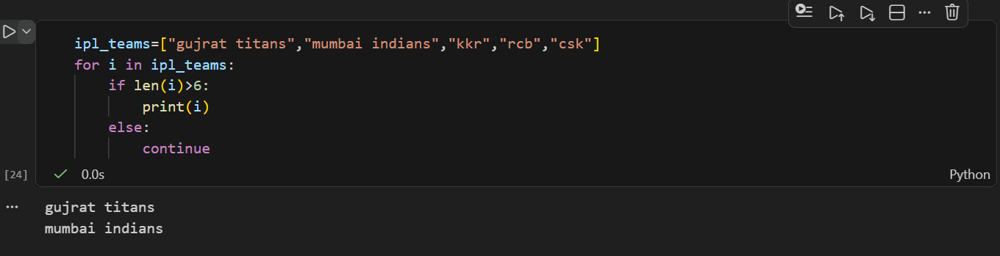 ipl_teams=["gujrat titans","mumbai indians","kkr","rcb","csk"]
for i in ipl_teams:
    if len(i)>6:
        print(i)
    else:
        continue
[24] 0.0s Python
gujrat titans
mumbai indians